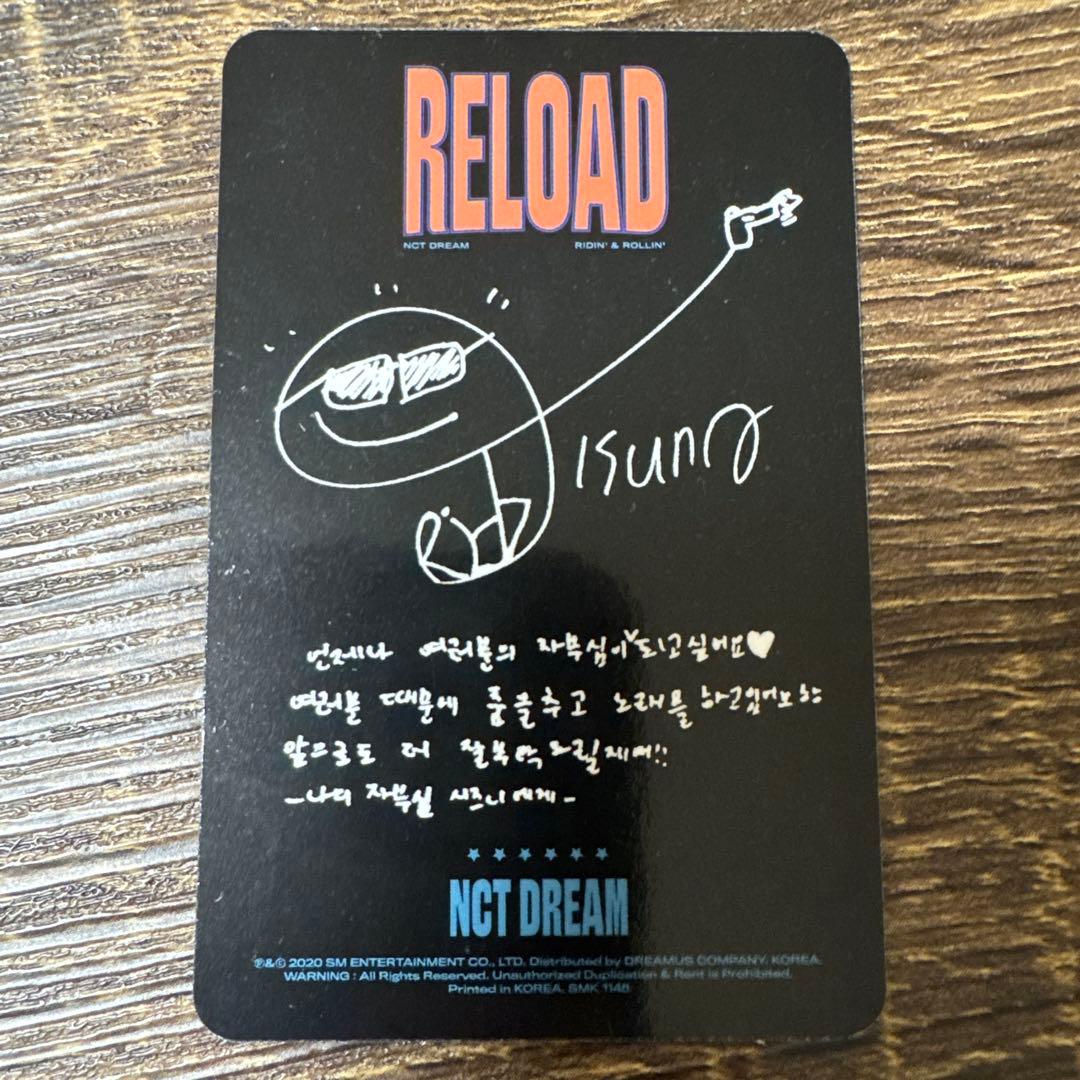 RELOAD
NCT DREAM RIDIN' & ROLLIN'
Jisung
언제나 여러분의 자부심이 되고싶어요♥
여러분 때문에 춤을추고 노래를 하고있어요ㅎㅎ
앞으로도 더 잘부탁드릴게여!!
-나의 자부심 시즈니에게-
★ ★ ★ ★ ★ ★
NCT DREAM
℗&© 2020 SM ENTERTAINMENT CO., LTD. Distributed by DREAMUS COMPANY. KOREA.
WARNING : All Rights Reserved. Unauthorized Duplication & Rent is Prohibited.
Printed in KOREA. SMK 1148